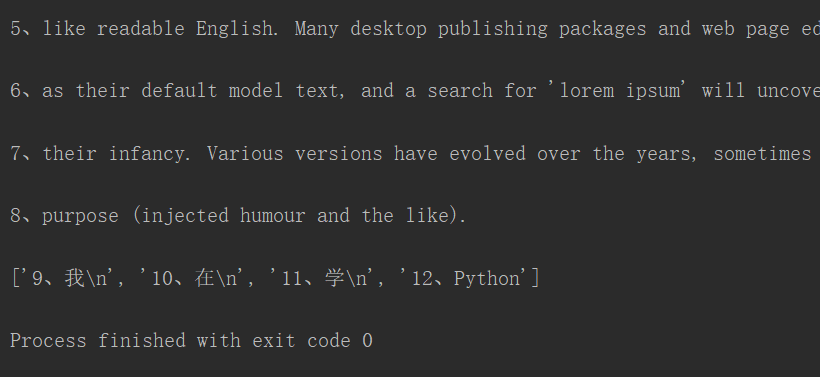 5、like readable English. Many desktop publishing packages and web page ed
6、as their default model text, and a search for 'lorem ipsum' will uncove
7、their infancy. Various versions have evolved over the years, sometimes
8、purpose (injected humour and the like).
['9、我\n', '10、在\n', '11、学\n', '12、Python']
Process finished with exit code 0